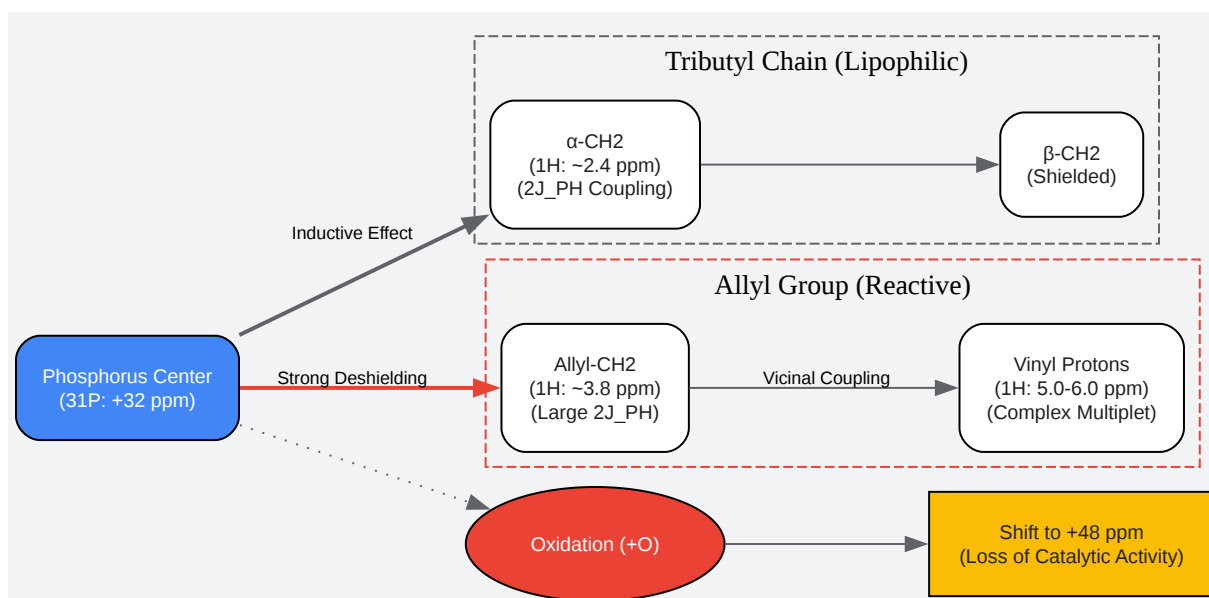 Tributyl Chain (Lipophilic)
α-CH2
(1H: ~2.4 ppm)
(2J_PH Coupling)
β-CH2
(Shielded)
Inductive Effect
Allyl Group (Reactive)
Phosphorus Center
(31P: +32 ppm)
Strong Deshielding
Allyl-CH2
(1H: ~3.8 ppm)
(Large 2J_PH)
Vicinal Coupling
Vinyl Protons
(1H: 5.0-6.0 ppm)
(Complex Multiplet)
Oxidation (+O)
Shift to +48 ppm
(Loss of Catalytic Activity)